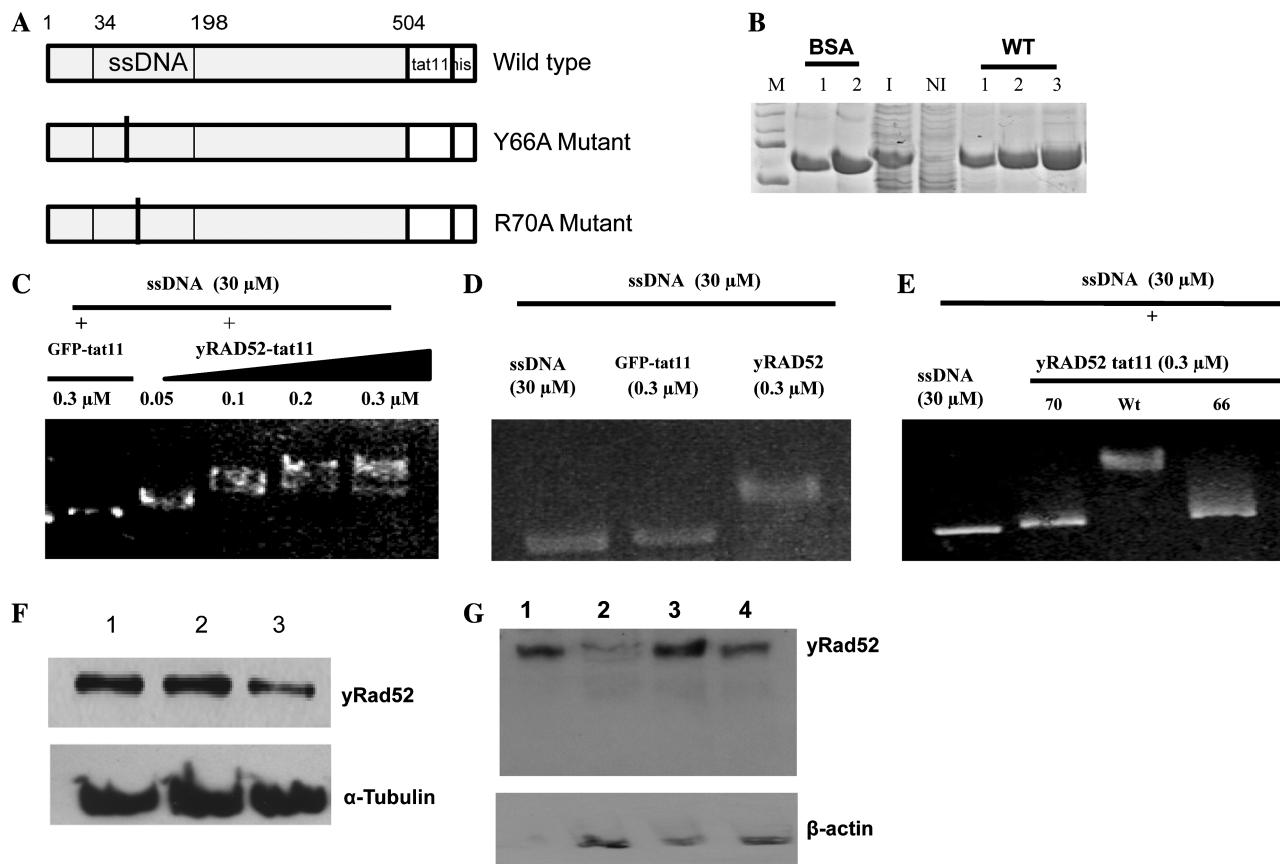 A
1 34 198 504
ssDNA tat11 his Wild type
Y66A Mutant
R70A Mutant
B
BSA WT
M 1 2 I NI 1 2 3
C
ssDNA (30 µM)
+ +
GFP-tat11 yRAD52-tat11
0.3 µM 0.05 0.1 0.2 0.3 µM
D
ssDNA (30 µM)
ssDNA GFP-tat11 yRAD52
(30 µM) (0.3 µM) (0.3 µM)
E
ssDNA (30 µM)
+
yRAD52 tat11 (0.3 µM)
ssDNA
(30 µM)
70 Wt 66
F
1 2 3
yRad52
α-Tubulin
G
1 2 3 4
yRad52
β-actin